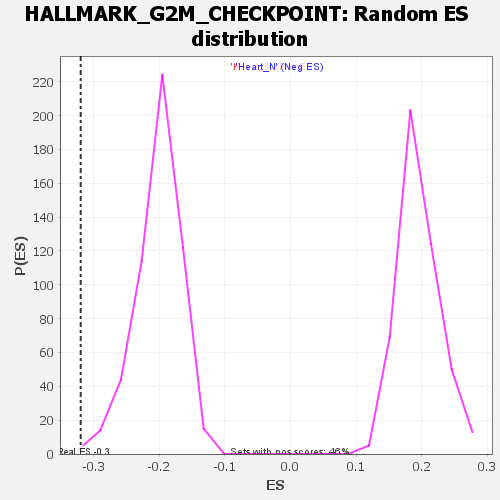 HALLMARK_G2M_CHECKPOINT: Random ES
distribution
'Heart_N' (Neg ES)
P(ES)
220
200
180
160
140
120
100
80
60
40
20
0
Real ES -0.3
Sets with pos scores: 46%
-0.3 -0.2 -0.1 0.0 0.1 0.2 0.3
ES